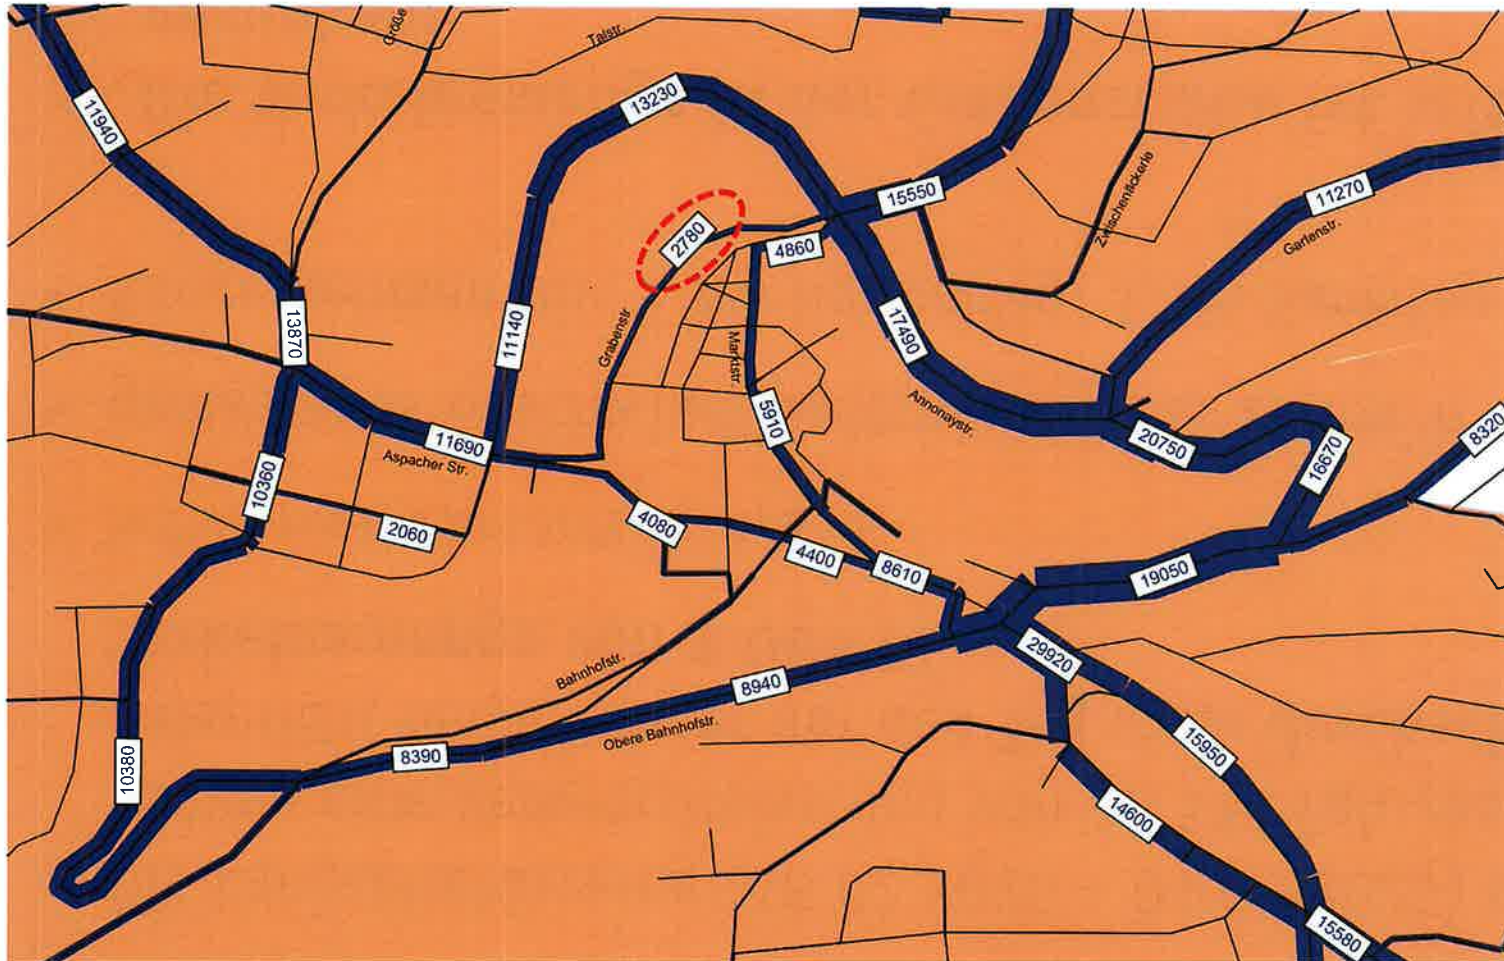 Größe
Talstr.
11940
13230
15550
Zwischenäckerle
11270
Gartenstr.
2780
4860
13870
11140
Grabenstr
Marktstr.
17490
Annonaystr.
5910
11690
Aspacher Str.
20750
16670
8320
10360
2060
4080
4400
8610
19050
29920
Bahnhofstr.
8940
Obere Bahnhofstr.
8390
10380
15950
14600
15580